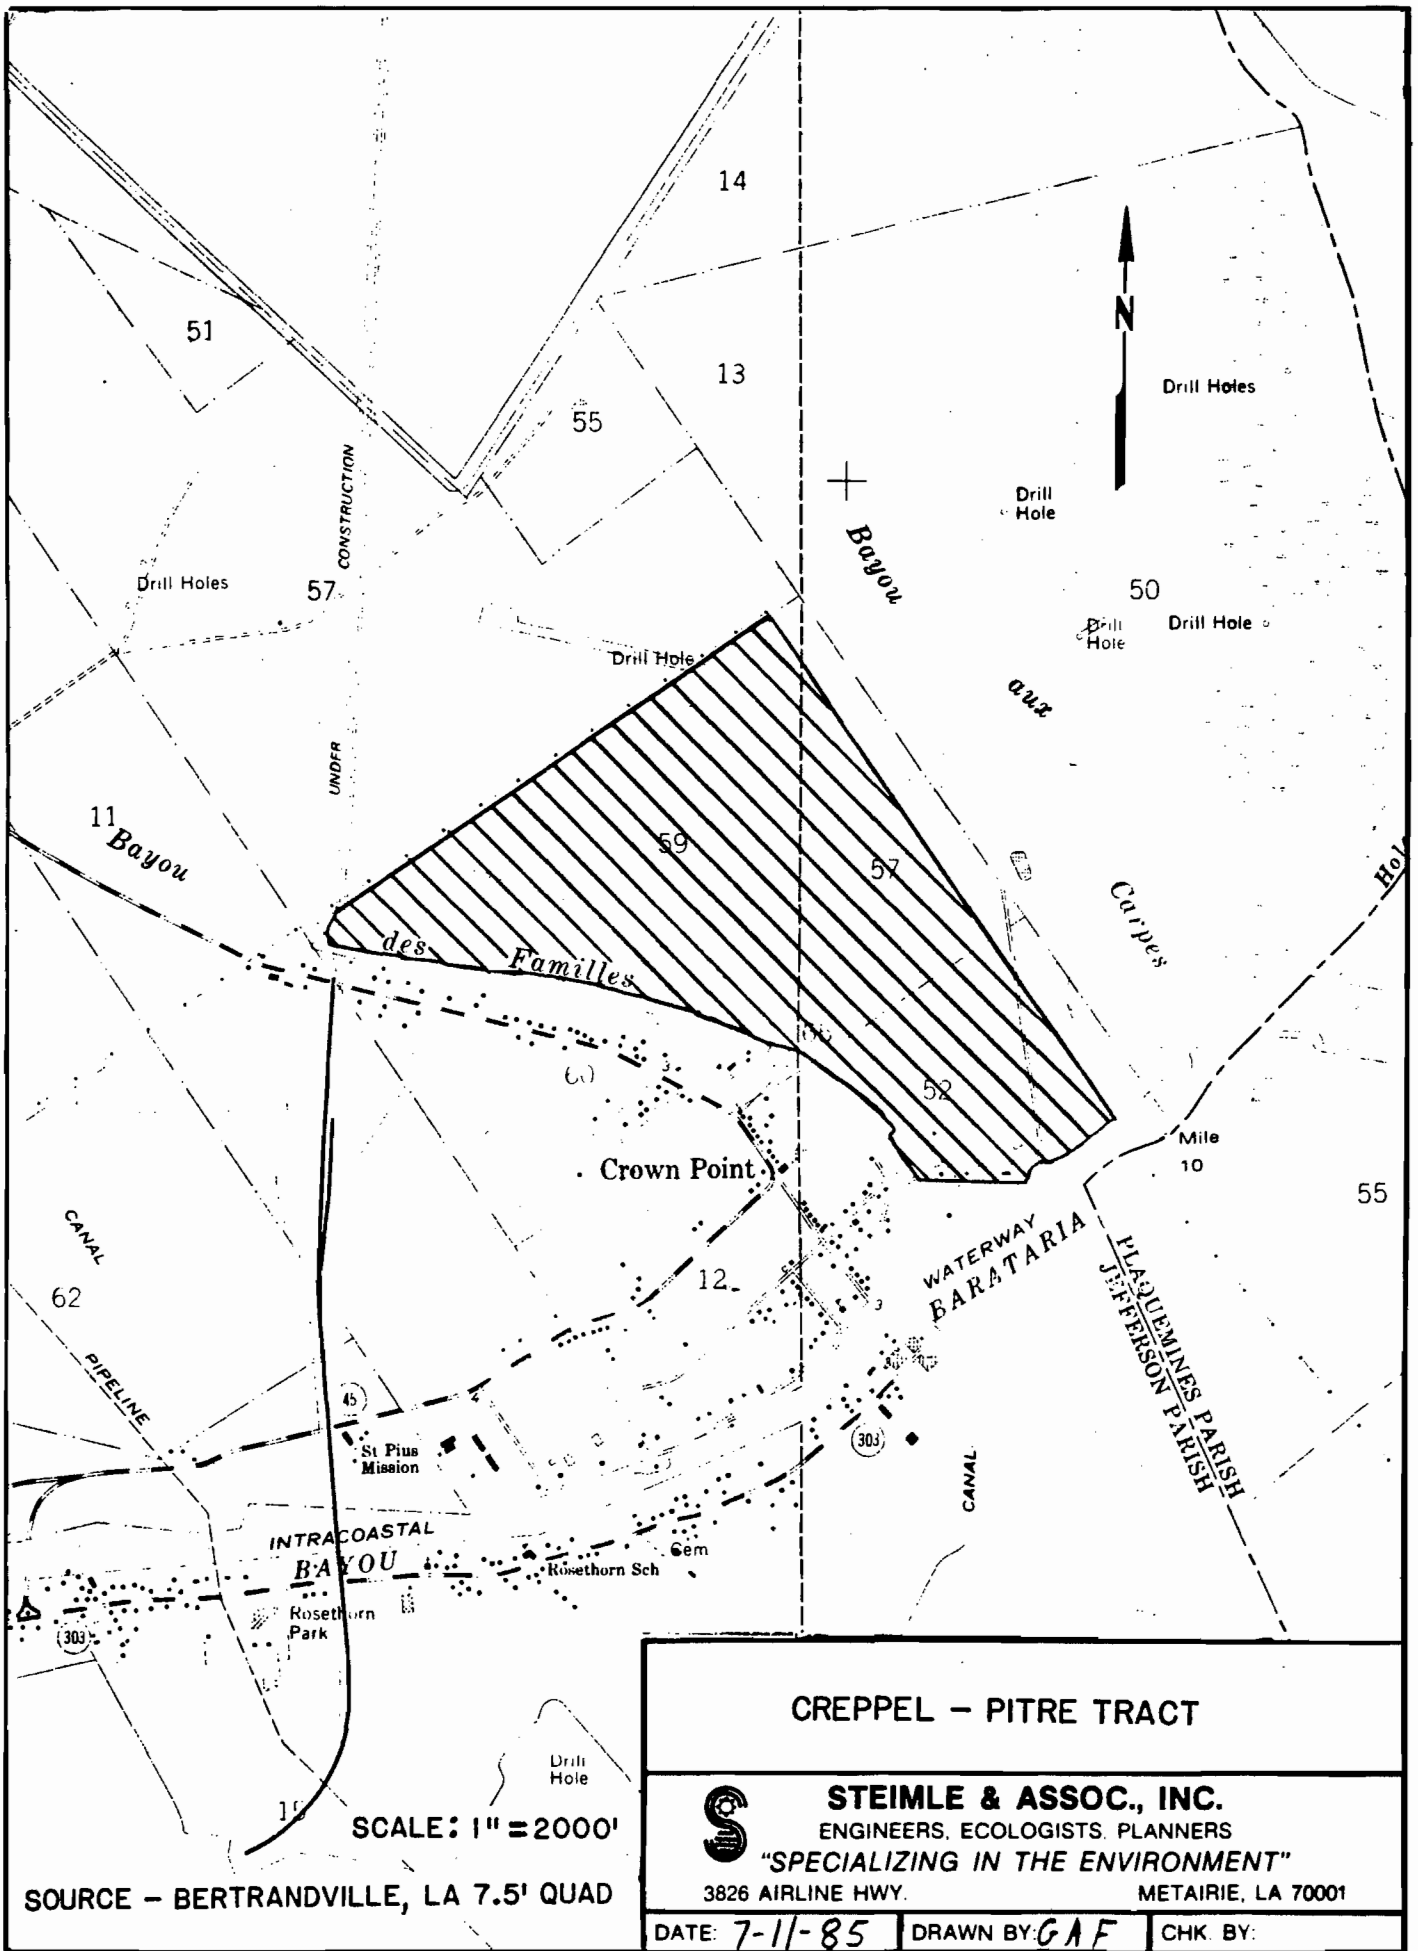 14
51
13
N
Drill Holes
55
CONSTRUCTION
Drill
Hole
Bayou
Drill Holes
57
50
Drill
Hole
Drill Hole
Drill Hole
aux
UNDER
11
Bayou
59
57
Carpes
des
Familles
52
3
Crown Point
Mile
10
55
CANAL
WATERWAY
BARATARIA
PLAQUEMINES PARISH
JEFFERSON PARISH
12
62
3
PIPELINE
45
St Pius
Mission
303
CANAL
INTRACOASTAL
BAYOU
Cem
Rosethorn Sch
Rosethorn
Park
303
Drill
Hole
SCALE: 1" = 2000'
SOURCE - BERTRANDVILLE, LA 7.5' QUAD
CREPPEL - PITRE TRACT
STEIMLE & ASSOC., INC.
ENGINEERS, ECOLOGISTS, PLANNERS
"SPECIALIZING IN THE ENVIRONMENT"
3826 AIRLINE HWY. METAIRIE, LA 70001
DATE: 7-11-85 DRAWN BY: GAF CHK. BY: